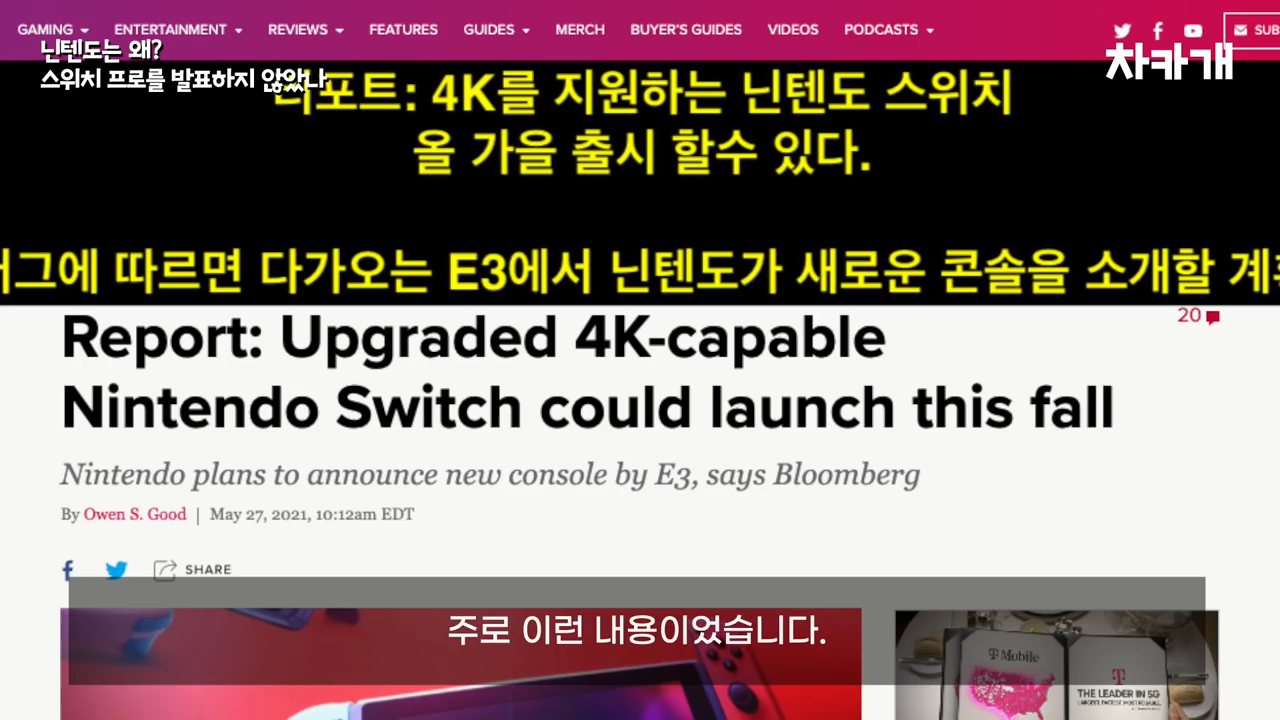 GAMING ENTERTAINMENT REVIEWS FEATURES GUIDES MERCH BUYER'S GUIDES VIDEOS PODCASTS
닌텐도는 왜?
스위치 프로를 발표하지 않았나
차카개
리포트: 4K를 지원하는 닌텐도 스위치
올 가을 출시 할수 있다.
따르면 다가오는 E3에서 닌텐도가 새로운 콘솔을 소개할
20
Report: Upgraded 4K-capable
Nintendo Switch could launch this fall
Nintendo plans to announce new console by E3, says Bloomberg
By Owen S. Good | May 27, 2021, 10:12am EDT
SHARE
주로 이런 내용이었습니다.
T Mobile
THE LEADER IN 5G